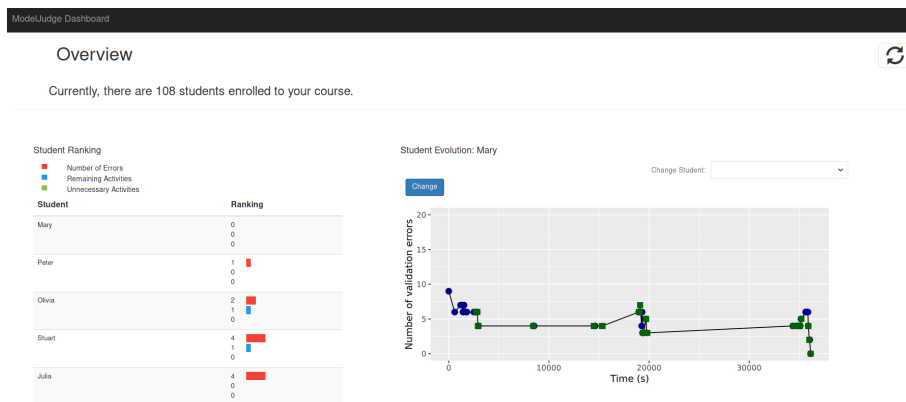 ModelJudge Dashboard
Overview
Currently, there are 108 students enrolled to your course.
Student Ranking
Number of Errors
Remaining Activities
Unnecessary Activities
Student Ranking
Mary 0
0
0
Peter 1
0
0
Olivia 2
1
0
Stuart 4
1
0
Julia 4
0
0
Student Evolution: Mary
Change Student:
Change
Number of validation errors
20
15
10
5
0
0 10000 20000 30000
Time (s)